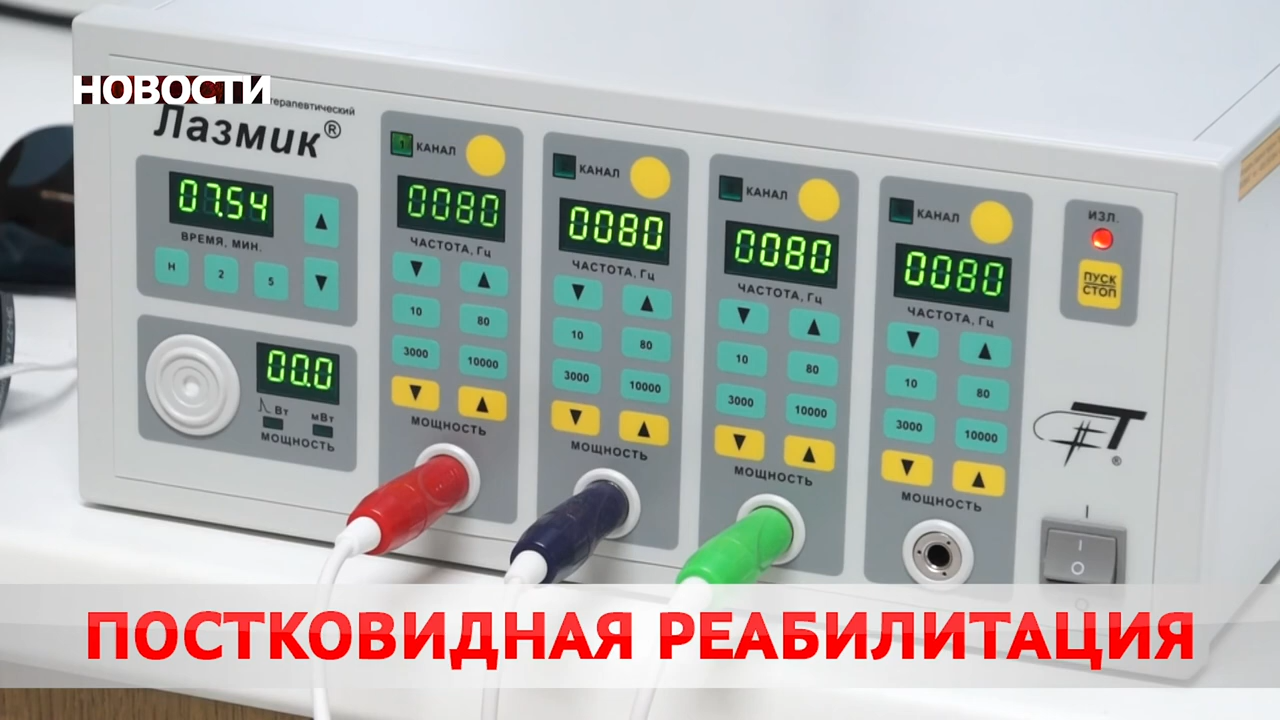 НОВОСТИ
терапевтический
Лазмик®
07.54
ВРЕМЯ, МИН.
Н 2 5
00.0
Вт мВт
МОЩНОСТЬ
1 КАНАЛ
0080
ЧАСТОТА, Гц
10 80
3000 10000
МОЩНОСТЬ
КАНАЛ
0080
ЧАСТОТА, Гц
10 80
3000 10000
МОЩНОСТЬ
КАНАЛ
0080
ЧАСТОТА, Гц
10 80
3000 10000
МОЩНОСТЬ
КАНАЛ
0080
ЧАСТОТА, Гц
10 80
3000 10000
МОЩНОСТЬ
ИЗЛ.
ПУСК
СТОП
®
ПОСТКОВИДНАЯ РЕАБИЛИТАЦИЯ